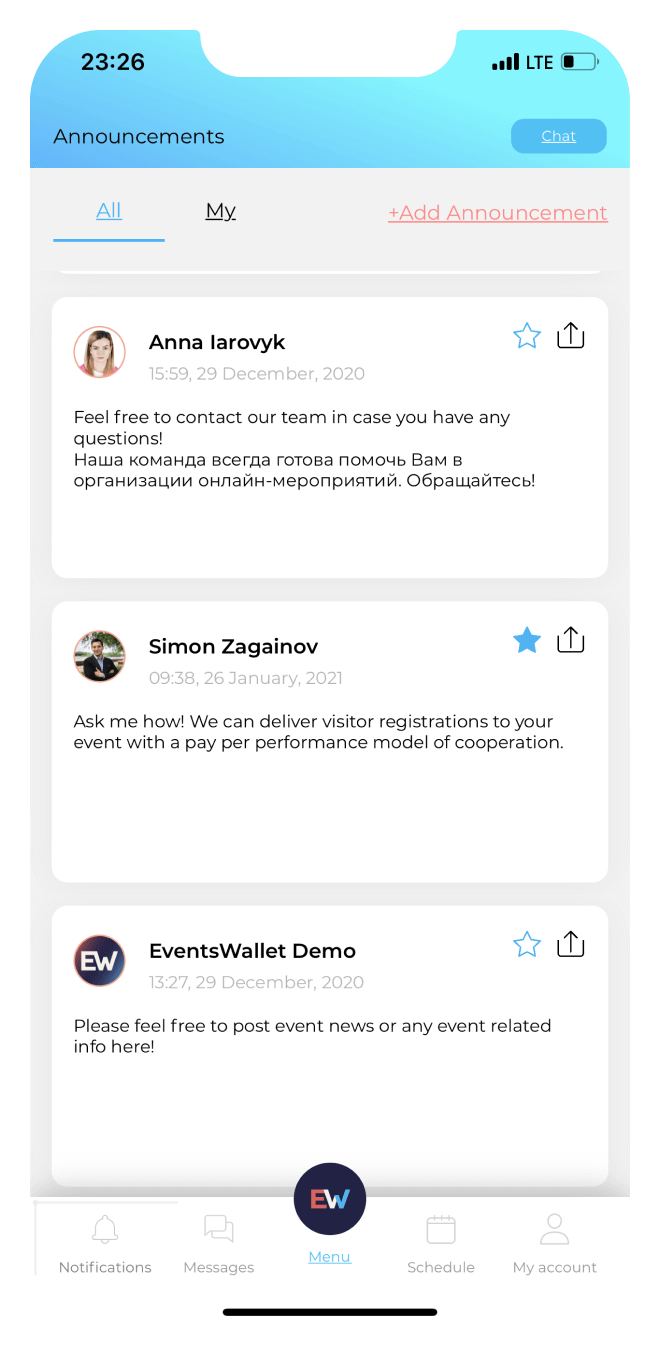 23:26
LTE
Announcements
Chat
All
My
+Add Announcement
Anna Iarovyk
15:59, 29 December, 2020
Feel free to contact our team in case you have any
questions!
Наша команда всегда готова помочь Вам в
организации онлайн-мероприятий. Обращайтесь!
Simon Zagainov
09:38, 26 January, 2021
Ask me how! We can deliver visitor registrations to your
event with a pay per performance model of cooperation.
EW
EventsWallet Demo
13:27, 29 December, 2020
Please feel free to post event news or any event related
info here!
EW
Notifications
Messages
Menu
Schedule
My account